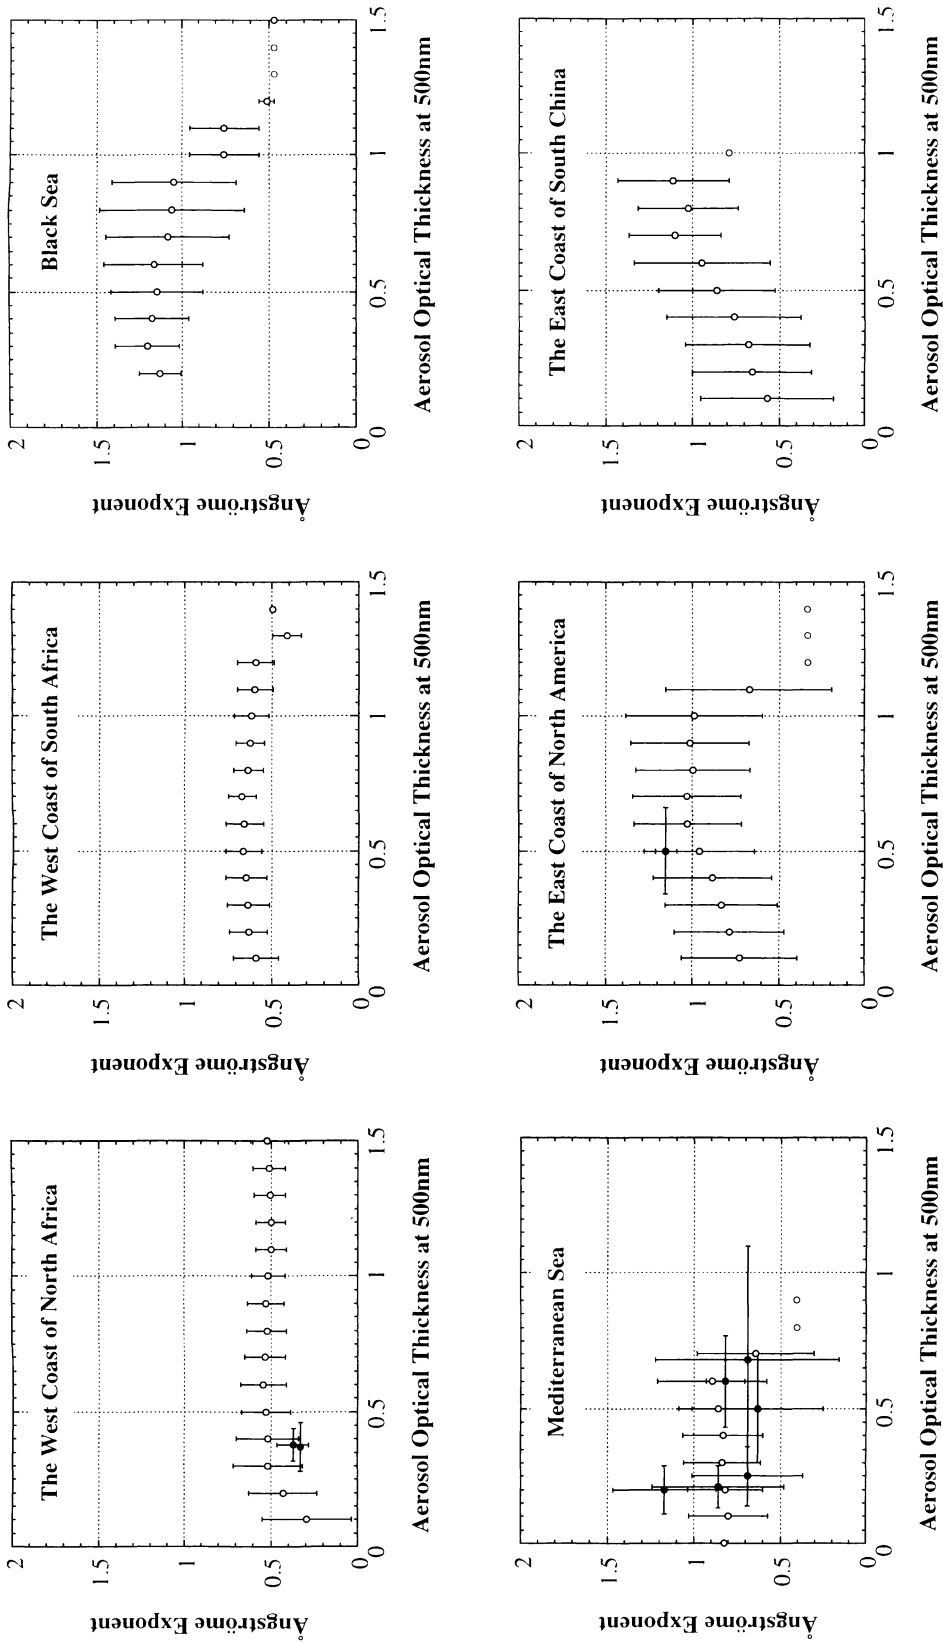 The West Coast of North Africa
Ångströme Exponent
2
1.5
1
0.5
0
0 0.5 1 1.5
Aerosol Optical Thickness at 500nm
The West Coast of South Africa
Ångströme Exponent
2
1.5
1
0.5
0
0 0.5 1 1.5
Aerosol Optical Thickness at 500nm
Black Sea
Ångströme Exponent
2
1.5
1
0.5
0
0 0.5 1 1.5
Aerosol Optical Thickness at 500nm
Mediterranean Sea
Ångströme Exponent
2
1.5
1
0.5
0
0 0.5 1 1.5
Aerosol Optical Thickness at 500nm
The East Coast of North America
Ångströme Exponent
2
1.5
1
0.5
0
0 0.5 1 1.5
Aerosol Optical Thickness at 500nm
The East Coast of South China
Ångströme Exponent
2
1.5
1
0.5
0
0 0.5 1 1.5
Aerosol Optical Thickness at 500nm